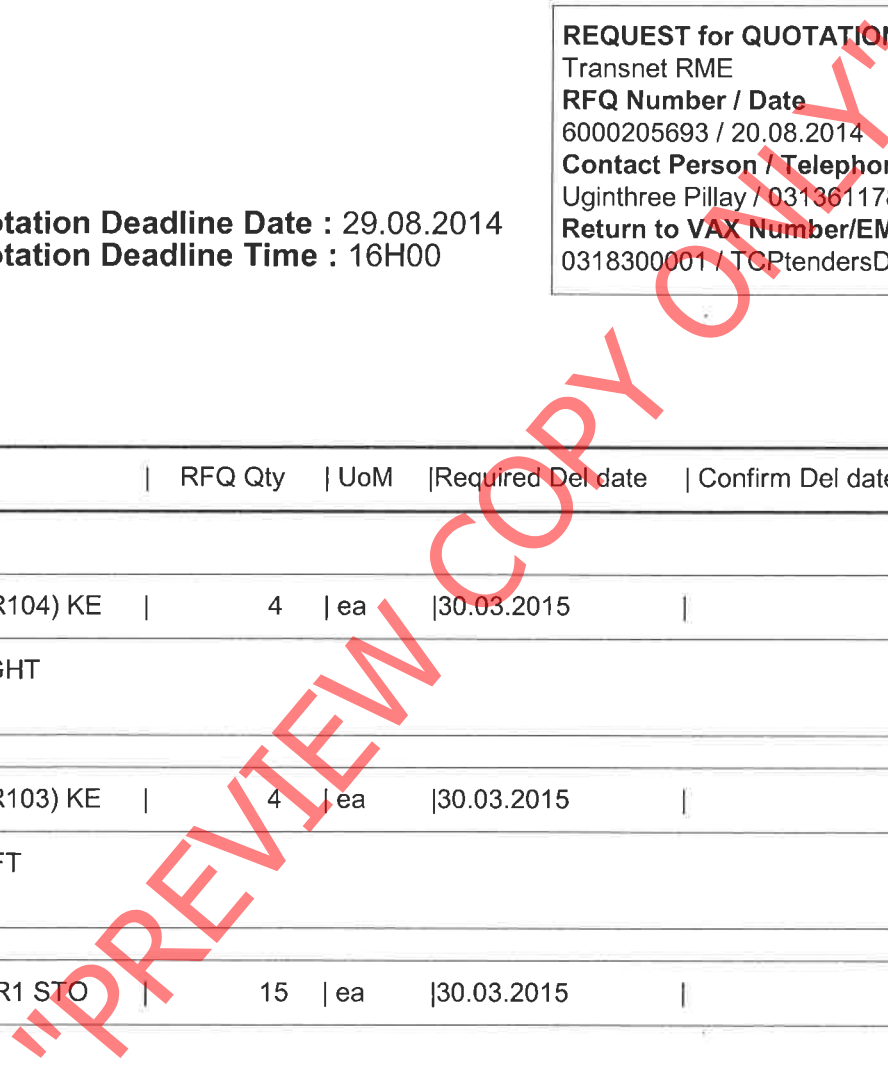 REQUEST for QUOTATION
Transnet RME
RFQ Number / Date
6000205693 / 20.08.2014
Contact Person / Telephon
Uginthree Pillay / 031361178
Return to VAX Number/EM
0318300001 / TCPtendersD
otation Deadline Date : 29.08.2014
otation Deadline Time : 16H00
| RFQ Qty | UoM |Required Del date | Confirm Del date
R104) KE | 4 | ea |30.03.2015 |
GHT
R103) KE | 4 | ea |30.03.2015 |
FT
R1 STO | 15 | ea |30.03.2015 |
"PREVIEW COPY ONLY"